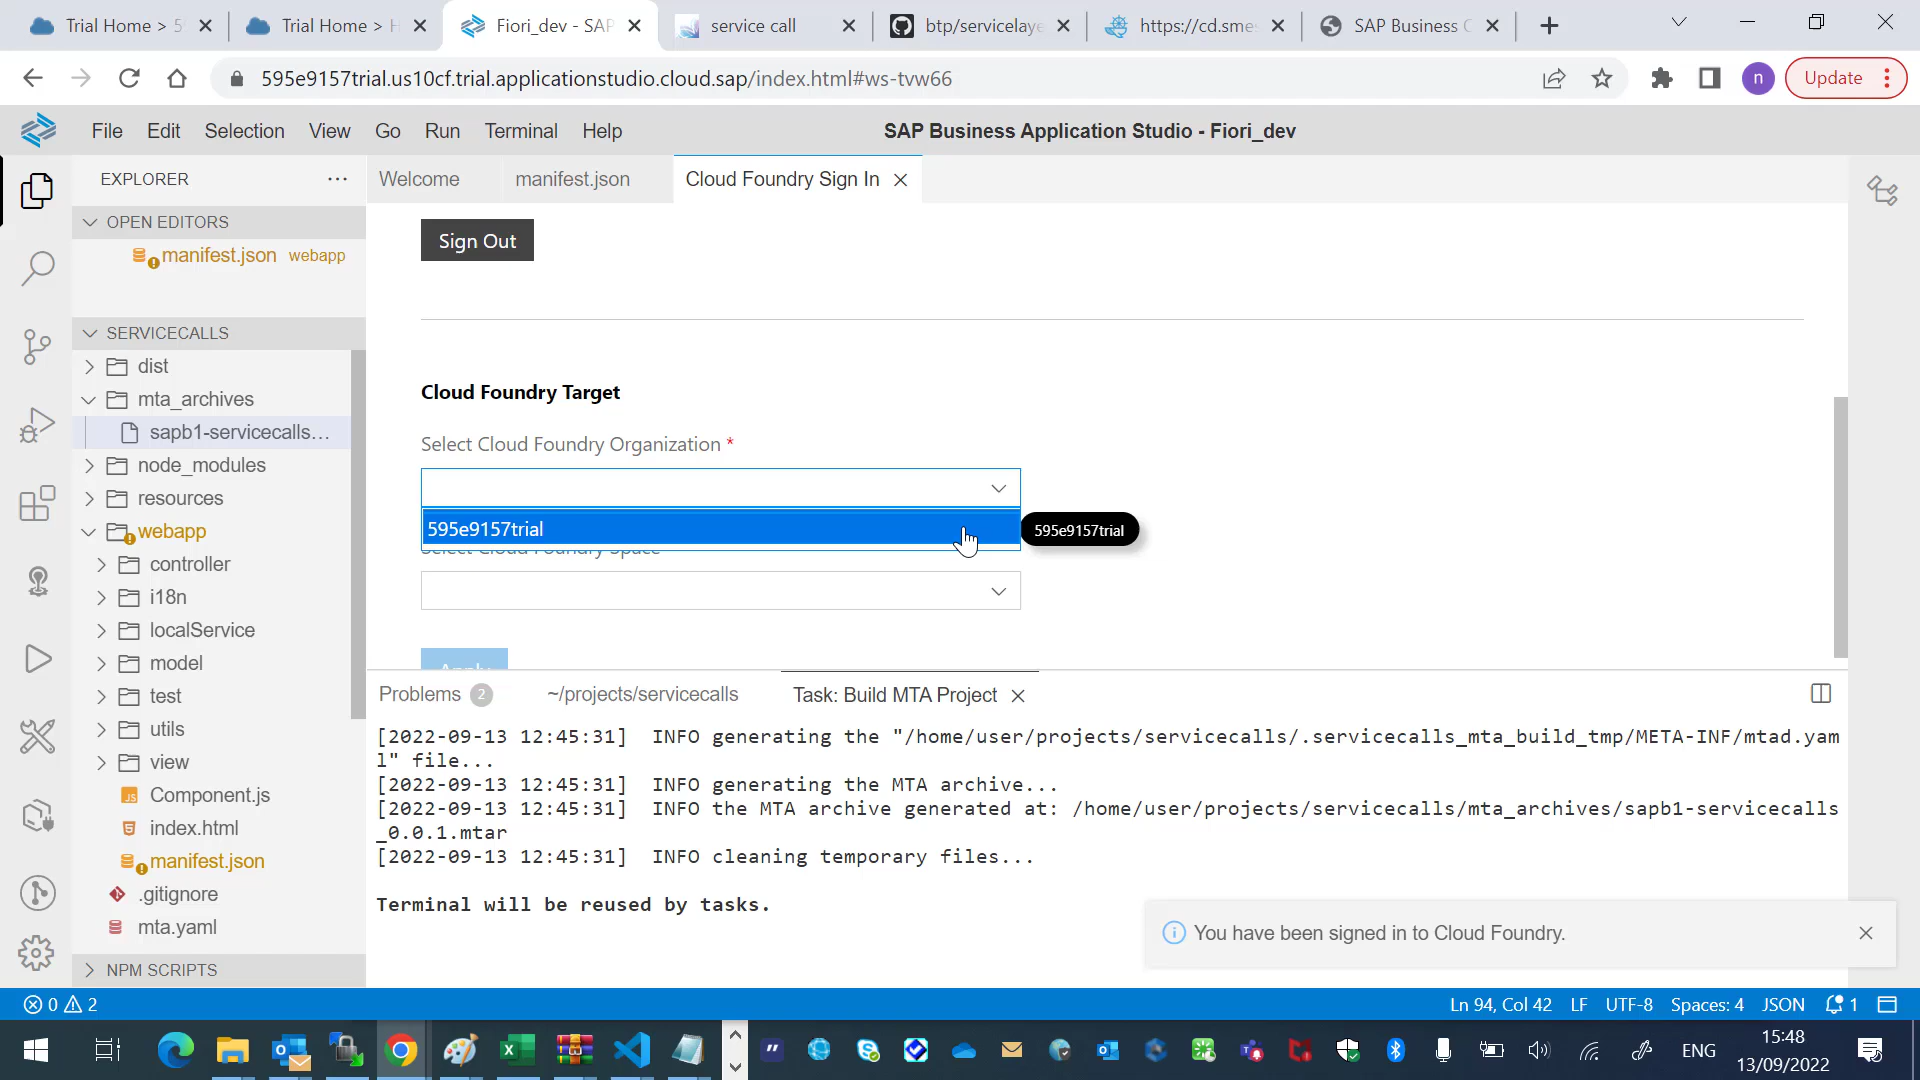 Trial Home > 5
Trial Home > H
Fiori_dev - SAP
service call
btp/servicelaye
https://cd.smes
SAP Business
595e9157trial.us10cf.trial.applicationstudio.cloud.sap/index.html#ws-tvw66
n
Update
File Edit Selection View Go Run Terminal Help
SAP Business Application Studio - Fiori_dev
EXPLORER
Welcome
manifest.json
Cloud Foundry Sign In
OPEN EDITORS
manifest.json webapp
Sign Out
SERVICECALLS
dist
mta_archives
sapb1-servicecalls...
node_modules
resources
webapp
controller
i18n
localService
model
test
utils
view
Component.js
index.html
manifest.json
.gitignore
mta.yaml
NPM SCRIPTS
Cloud Foundry Target
Select Cloud Foundry Organization *
595e9157trial
595e9157trial
Select Cloud Foundry Space
Apply
Problems 2
~/projects/servicecalls
Task: Build MTA Project
[2022-09-13 12:45:31]  INFO generating the "/home/user/projects/servicecalls/.servicecalls_mta_build_tmp/META-INF/mtad.yam
l" file...
[2022-09-13 12:45:31]  INFO generating the MTA archive...
[2022-09-13 12:45:31]  INFO the MTA archive generated at: /home/user/projects/servicecalls/mta_archives/sapb1-servicecalls
_0.0.1.mtar
[2022-09-13 12:45:31]  INFO cleaning temporary files...
Terminal will be reused by tasks.
You have been signed in to Cloud Foundry.
0 2
Ln 94, Col 42 LF UTF-8 Spaces: 4 JSON 1
ENG
15:48
13/09/2022